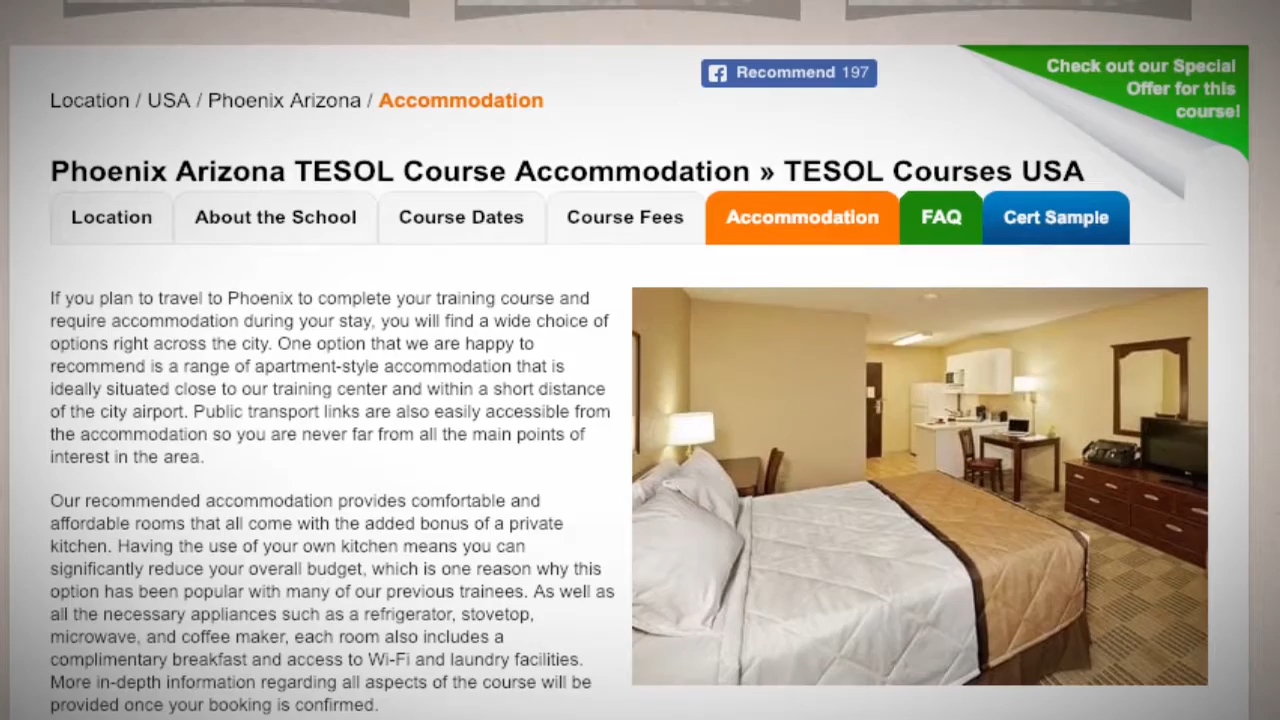 Check out our Special
Offer for this
course!
Recommend 197
Location / USA / Phoenix Arizona / Accommodation
Phoenix Arizona TESOL Course Accommodation » TESOL Courses USA
Location
About the School
Course Dates
Course Fees
Accommodation
FAQ
Cert Sample
If you plan to travel to Phoenix to complete your training course and
require accommodation during your stay, you will find a wide choice of
options right across the city. One option that we are happy to
recommend is a range of apartment-style accommodation that is
ideally situated close to our training center and within a short distance
of the city airport. Public transport links are also easily accessible from
the accommodation so you are never far from all the main points of
interest in the area.
Our recommended accommodation provides comfortable and
affordable rooms that all come with the added bonus of a private
kitchen. Having the use of your own kitchen means you can
significantly reduce your overall budget, which is one reason why this
option has been popular with many of our previous trainees. As well as
all the necessary appliances such as a refrigerator, stovetop,
microwave, and coffee maker, each room also includes a
complimentary breakfast and access to Wi-Fi and laundry facilities.
More in-depth information regarding all aspects of the course will be
provided once your booking is confirmed.